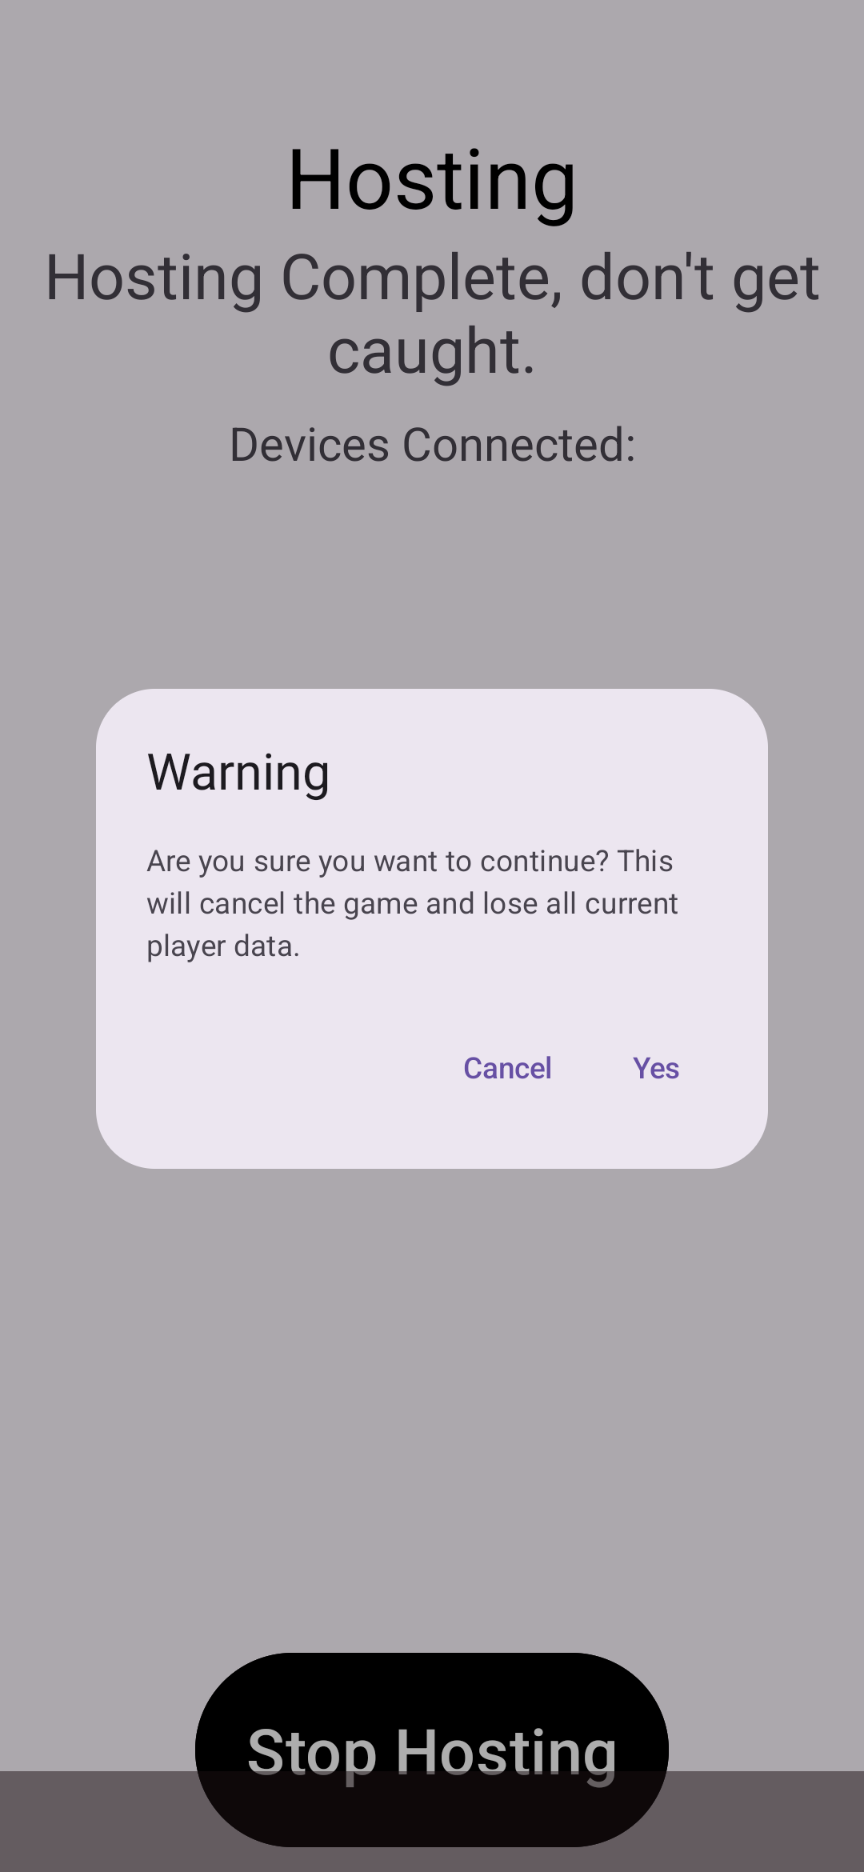 Hosting
Hosting Complete, don't get
caught.
Devices Connected:
Warning
Are you sure you want to continue? This
will cancel the game and lose all current
player data.
Cancel Yes
Stop Hosting